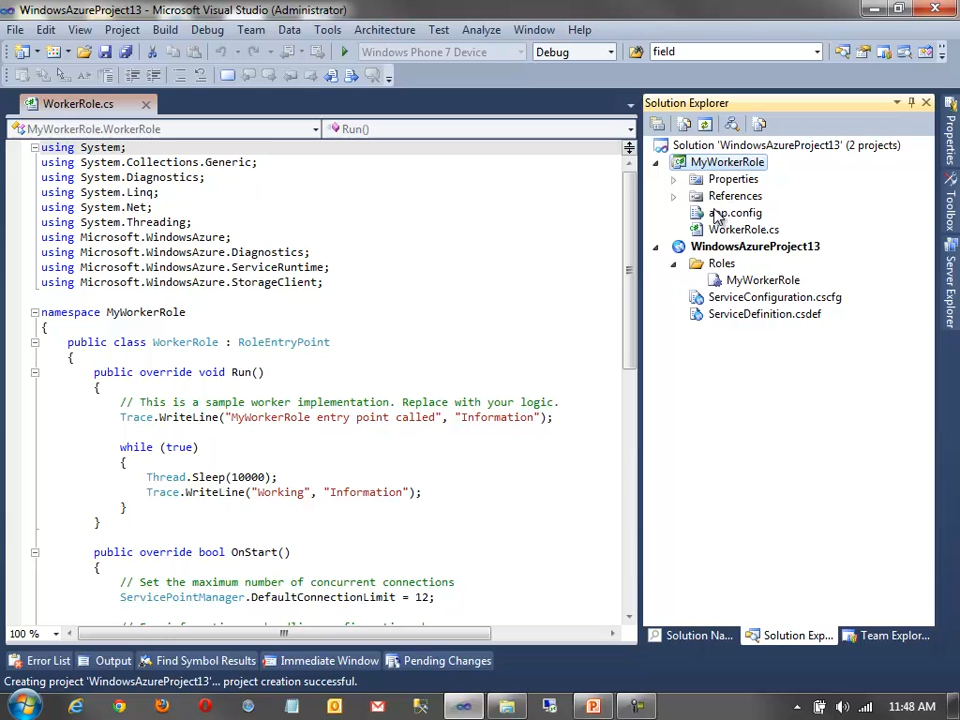 WindowsAzureProject13 - Microsoft Visual Studio (Administrator)
File Edit View Project Build Debug Team Data Tools Architecture Test Analyze Window Help
Windows Phone 7 Device Debug field
WorkerRole.cs
MyWorkerRole.WorkerRole Run()
using System;
using System.Collections.Generic;
using System.Diagnostics;
using System.Linq;
using System.Net;
using System.Threading;
using Microsoft.WindowsAzure;
using Microsoft.WindowsAzure.Diagnostics;
using Microsoft.WindowsAzure.ServiceRuntime;
using Microsoft.WindowsAzure.StorageClient;
namespace MyWorkerRole
{
public class WorkerRole : RoleEntryPoint
{
public override void Run()
{
// This is a sample worker implementation. Replace with your logic.
Trace.WriteLine("MyWorkerRole entry point called", "Information");
while (true)
{
Thread.Sleep(10000);
Trace.WriteLine("Working", "Information");
}
}
public override bool OnStart()
{
// Set the maximum number of concurrent connections
ServicePointManager.DefaultConnectionLimit = 12;
100 %
Solution Explorer
Solution 'WindowsAzureProject13' (2 projects)
MyWorkerRole
Properties
References
app.config
WorkerRole.cs
WindowsAzureProject13
Roles
MyWorkerRole
ServiceConfiguration.cscfg
ServiceDefinition.csdef
Solution Na... Solution Exp... Team Explor...
Properties
Toolbox
Server Explorer
Error List Output Find Symbol Results Immediate Window Pending Changes
Creating project 'WindowsAzureProject13'... project creation successful.
11:48 AM